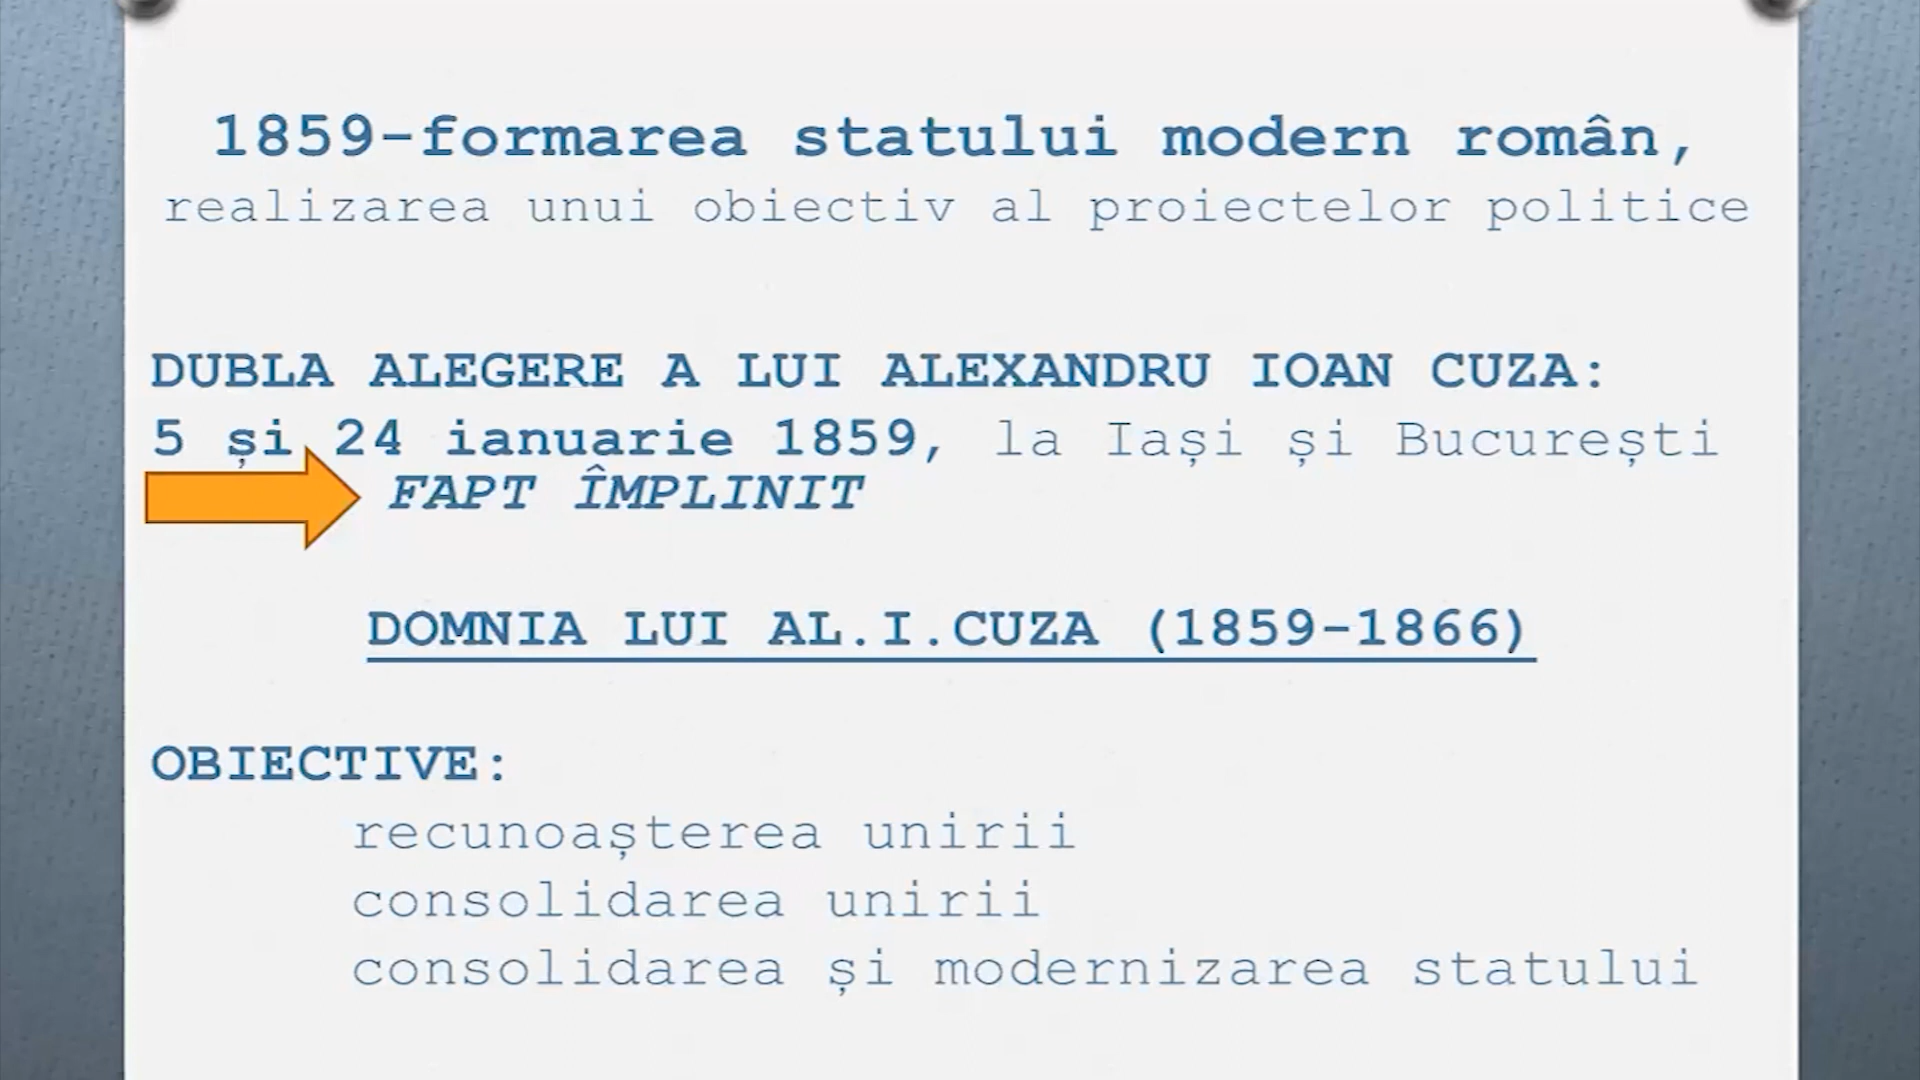 1859-formarea statului modern român,
realizarea unui obiectiv al proiectelor politice
DUBLA ALEGERE A LUI ALEXANDRU IOAN CUZA:
5 și 24 ianuarie 1859, la Iași și București
FAPT ÎMPLINIT
DOMNIA LUI AL.I.CUZA (1859-1866)
OBIECTIVE:
recunoașterea unirii
consolidarea unirii
consolidarea și modernizarea statului